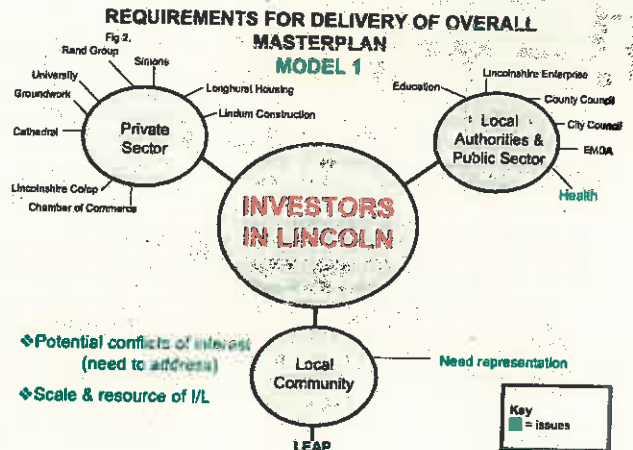 REQUIREMENTS FOR DELIVERY OF OVERALL
MASTERPLAN
MODEL 1
Fig 2,
Rand Group
Simons
University
Groundwork
Cathedral
Longhurst Housing
Lindum Construction
Private
Sector
Lincolnshire Co/op
Chamber of Commerce
Education
Lincolnshire Enterprise
County Council
City Council
EMDA
Health
Local
Authorities &
Public Sector
INVESTORS
IN LINCOLN
❖Potential conflicts of interest
(need to address)
❖Scale & resource of I/L
Local
Community
Need representation
LEAP
Key
= issues